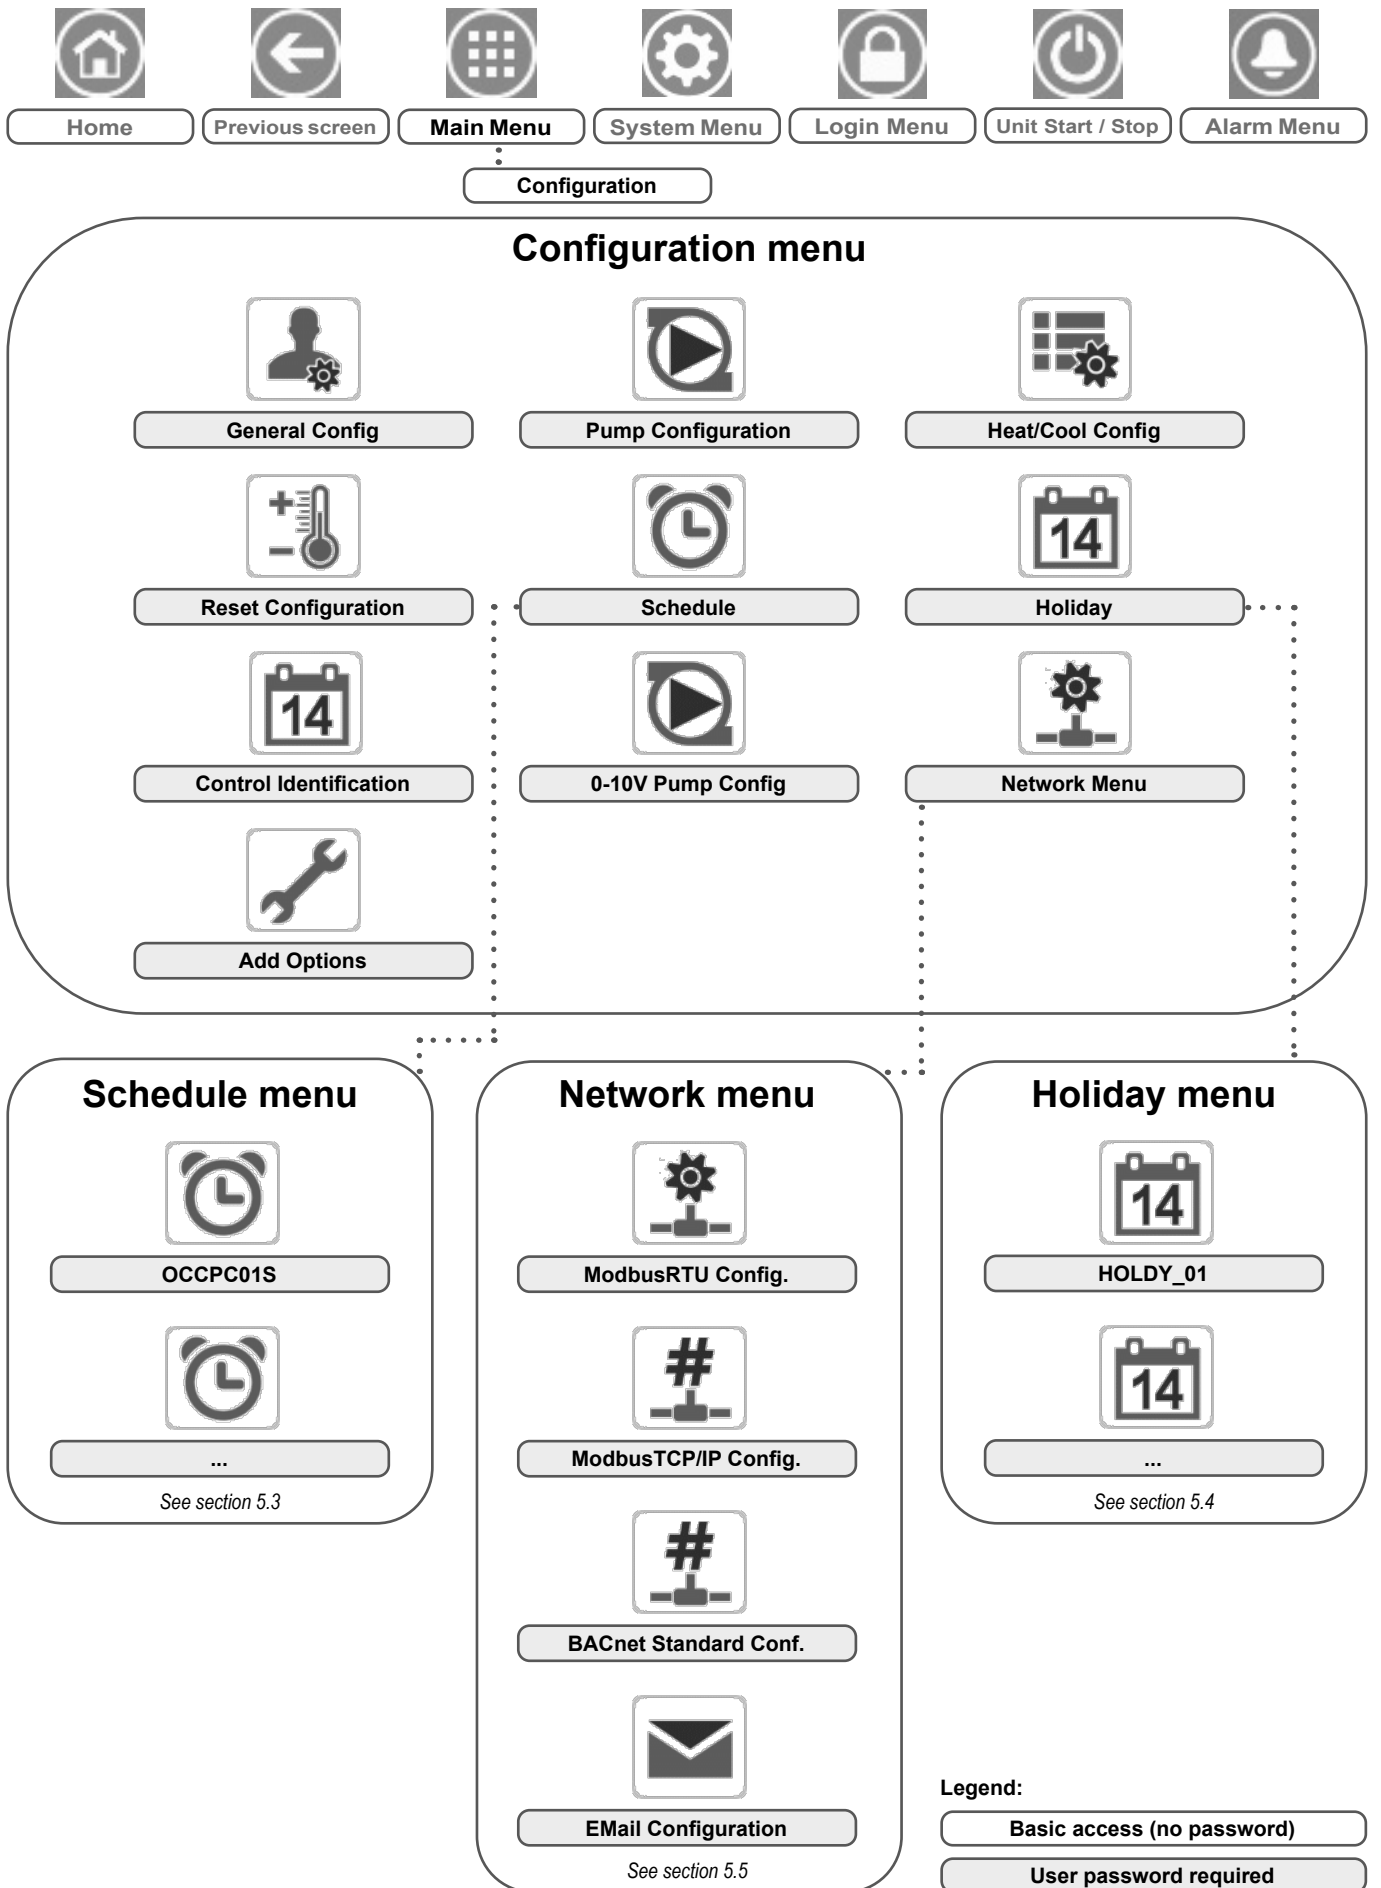 Home
Previous screen
Main Menu
System Menu
Login Menu
Unit Start / Stop
Alarm Menu
Configuration
Configuration menu
General Config
Pump Configuration
Heat/Cool Config
14
Reset Configuration
Schedule
Holiday
14
Control Identification
0-10V Pump Config
Network Menu
Add Options
Schedule menu
OCCPC01S
...
See section 5.3
Network menu
ModbusRTU Config.
#
ModbusTCP/IP Config.
#
BACnet Standard Conf.
EMail Configuration
See section 5.5
Holiday menu
14
HOLDY_01
14
...
See section 5.4
Legend:
Basic access (no password)
User password required